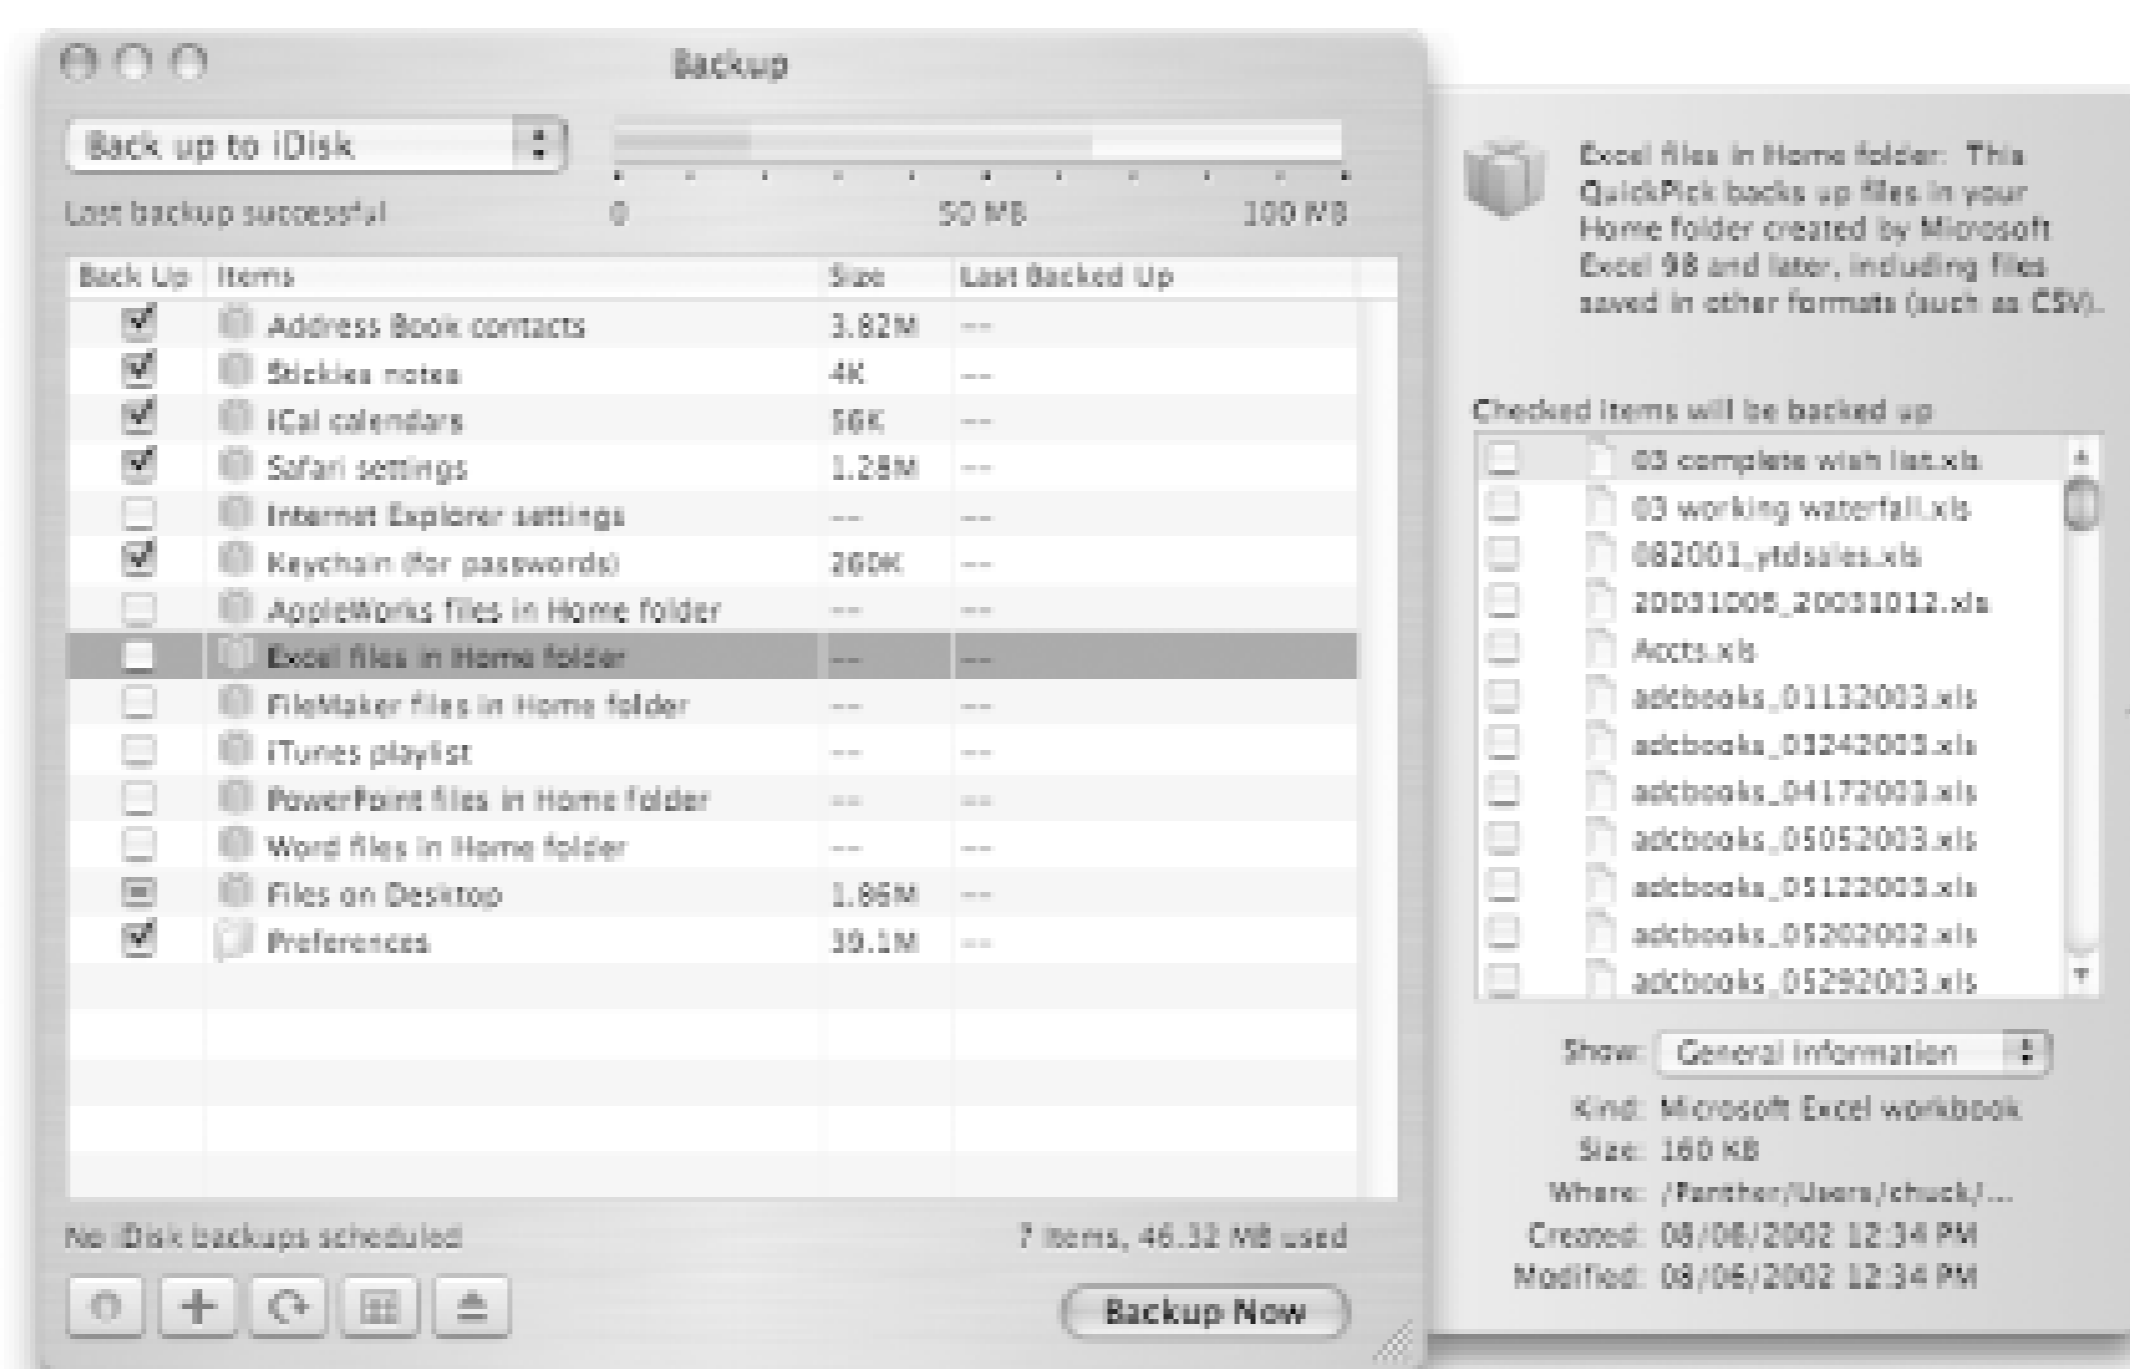 Backup
Back up to iDisk
Last backup successful
0 50 MB 100 MB
Back Up Items Size Last Backed Up
Address Book contacts 3.82M --
Stickies notes 4K --
iCal calendars 56K --
Safari settings 1.28M --
Internet Explorer settings -- --
Keychain (for passwords) 260K --
AppleWorks files in Home folder -- --
Excel files in Home folder -- --
FileMaker files in Home folder -- --
iTunes playlist -- --
PowerPoint files in Home folder -- --
Word files in Home folder -- --
Files on Desktop 1.86M --
Preferences 39.1M --
No iDisk backups scheduled
7 items, 46.32 MB used
Backup Now
Excel files in Home folder: This
QuickPick backs up files in your
Home folder created by Microsoft
Excel 98 and later, including files
saved in other formats (such as CSV).
Checked items will be backed up
03 complete wish list.xls
03 working waterfall.xls
082001_ytdsales.xls
20031006_20031012.xls
Accts.xls
adcbooks_01132003.xls
adcbooks_03242003.xls
adcbooks_04172003.xls
adcbooks_05052003.xls
adcbooks_05122003.xls
adcbooks_05202002.xls
adcbooks_05292003.xls
Show: General Information
Kind: Microsoft Excel workbook
Size: 160 KB
Where: /Panther/Users/chuck/...
Created: 08/06/2002 12:34 PM
Modified: 08/06/2002 12:34 PM